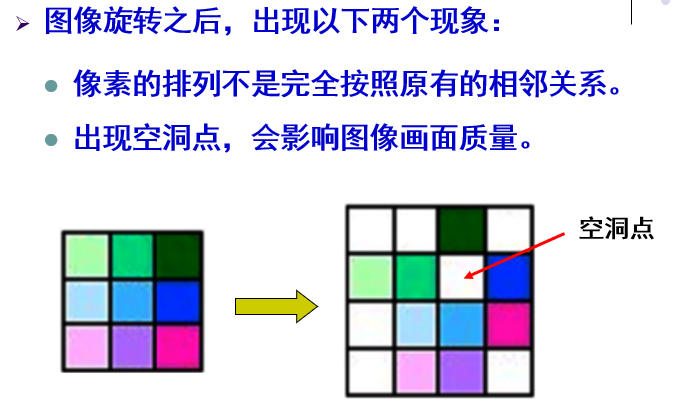 图像旋转之后，出现以下两个现象：
像素的排列不是完全按照原有的相邻关系。
出现空洞点，会影响图像画面质量。
空洞点